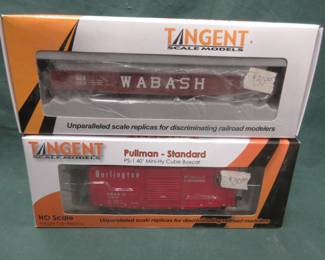 TANGENT
SCALE MODELS
WABASH
Unparalleled scale replicas for discriminating railroad modelers
TANGENT
SCALE MODELS
Pullman - Standard
PS-1 40' Mini-Hy Cube Boxcar
Burlington
HO Scale
Unparalleled scale replicas for discriminating railroad modelers